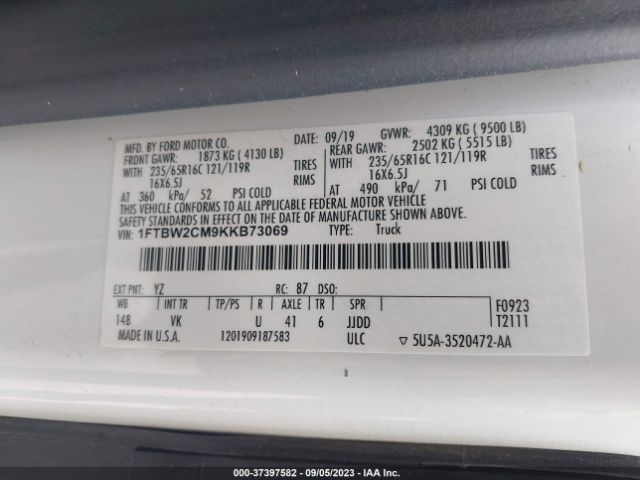 MFD. BY FORD MOTOR CO. DATE: 09/19 GVWR: 4309 KG ( 9500 LB)
FRONT GAWR: 1873 KG ( 4130 LB) REAR GAWR: 2502 KG ( 5515 LB)
WITH 235/65R16C 121/119R TIRES WITH 235/65R16C 121/119R TIRES
16X6.5J RIMS 16X6.5J RIMS
AT 360 kPa/ 52 PSI COLD AT 490 kPa/ 71 PSI COLD
THIS VEHICLE CONFORMS TO ALL APPLICABLE FEDERAL MOTOR VEHICLE
SAFETY STANDARDS IN EFFECT ON THE DATE OF MANUFACTURE SHOWN ABOVE.
VIN: 1FTBW2CM9KKB73069 TYPE: Truck
EXT PNT: YZ RC: 87 DSO:
WB INT TR TP/PS R AXLE TR SPR F0923
148 VK U 41 6 JJDD T2111
MADE IN U.S.A. 1201909187583 ULC ▽ 5U5A-3520472-AA
000-37397582 - 09/05/2023 - IAA Inc.